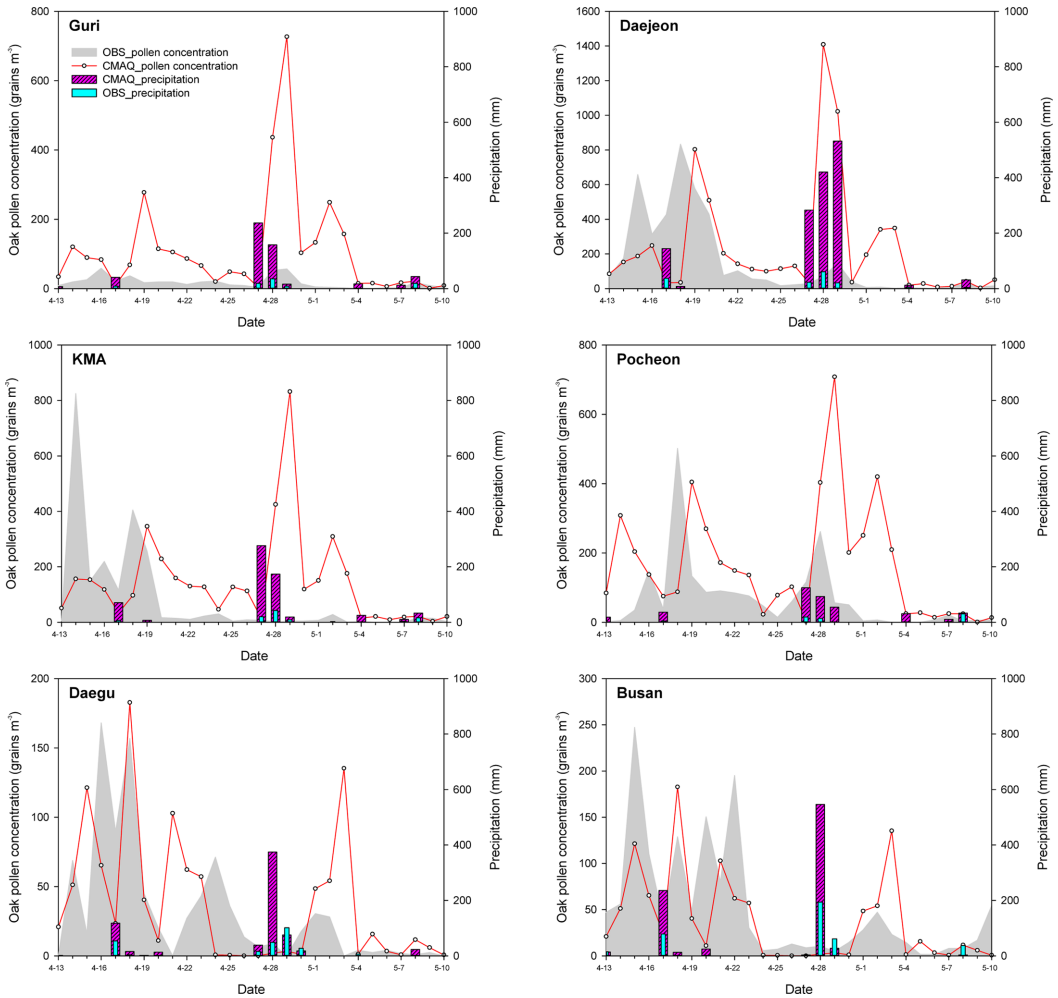 Guri
OBS_pollen concentration
CMAQ_pollen concentration
CMAQ_precipitation
OBS_precipitation
Oak pollen concentration (grains m⁻³)
800
600
400
200
0
1000
800
600
400
200
0
Precipitation (mm)
4-13 4-16 4-19 4-22 4-25 4-28 5-1 5-4 5-7 5-10
Date
Daejeon
Oak pollen concentration (grains m⁻³)
1600
1400
1200
1000
800
600
400
200
0
1000
800
600
400
200
0
Precipitation (mm)
4-13 4-16 4-19 4-22 4-25 4-28 5-1 5-4 5-7 5-10
Date
KMA
Oak pollen concentration (grains m⁻³)
1000
800
600
400
200
0
1000
800
600
400
200
0
Precipitation (mm)
4-13 4-16 4-19 4-22 4-25 4-28 5-1 5-4 5-7 5-10
Date
Pocheon
Oak pollen concentration (grains m⁻³)
800
600
400
200
0
1000
800
600
400
200
0
Precipitation (mm)
4-13 4-16 4-19 4-22 4-25 4-28 5-1 5-4 5-7 5-10
Date
Daegu
Oak pollen concentration (grains m⁻³)
200
150
100
50
0
1000
800
600
400
200
0
Precipitation (mm)
4-13 4-16 4-19 4-22 4-25 4-28 5-1 5-4 5-7 5-10
Date
Busan
Oak pollen concentration (grains m⁻³)
300
250
200
150
100
50
0
1000
800
600
400
200
0
Precipitation (mm)
4-13 4-16 4-19 4-22 4-25 4-28 5-1 5-4 5-7 5-10
Date